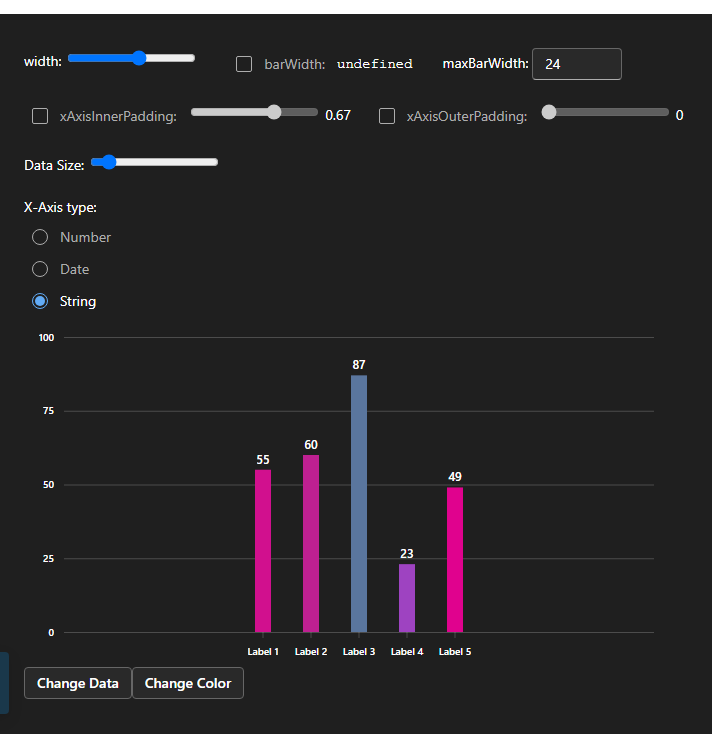 width: barWidth: undefined maxBarWidth: 24
xAxisInnerPadding: 0.67 xAxisOuterPadding: 0
Data Size:
X-Axis type:
Number
Date
String
100
87
75
60
55
49
50
23
25
0
Label 1 Label 2 Label 3 Label 4 Label 5
Change Data Change Color